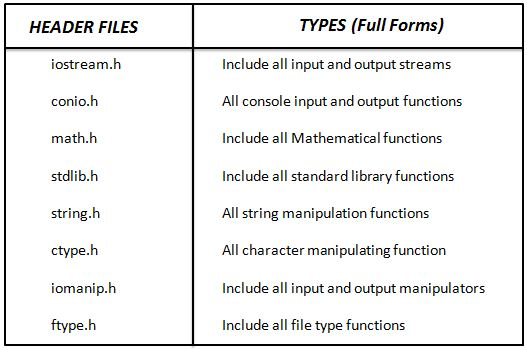 HEADER FILES TYPES (Full Forms)
iostream.h Include all input and output streams
conio.h All console input and output functions
math.h Include all Mathematical functions
stdlib.h Include all standard library functions
string.h All string manipulation functions
ctype.h All character manipulating function
iomanip.h Include all input and output manipulators
ftype.h Include all file type functions